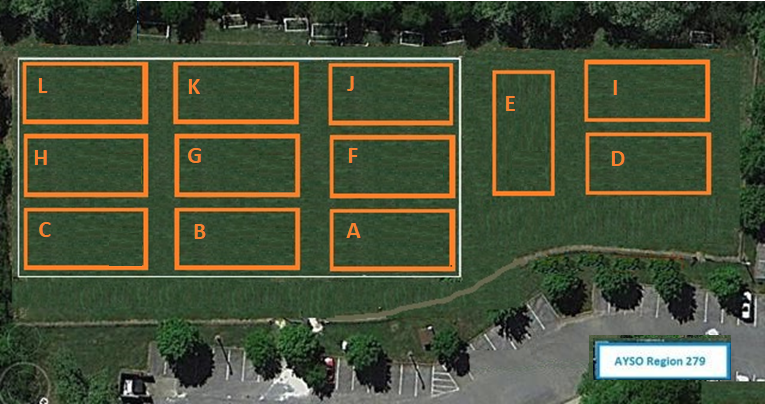 L K J E I
H G F D
C B A
AYSO Region 279